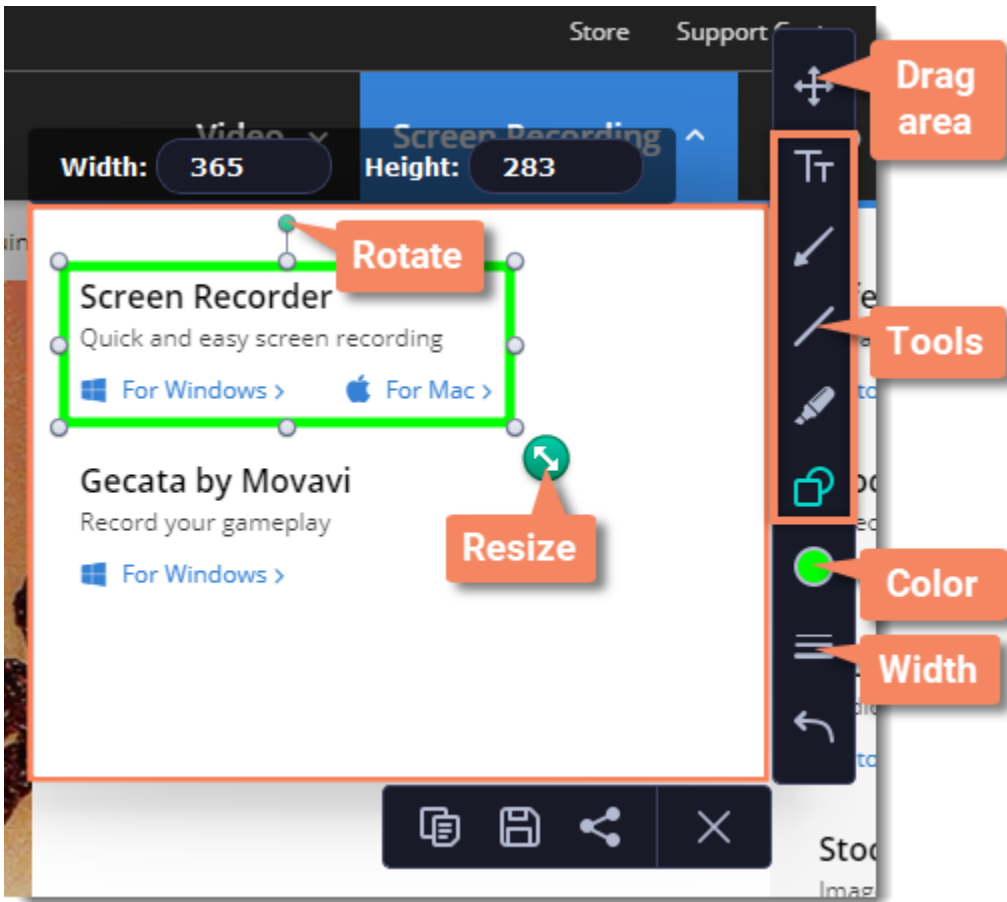 Store Support
Drag
area
Video Screen Recording
Width: 365 Height: 283
Rotate
Screen Recorder
Quick and easy screen recording
For Windows > For Mac >
Tools
Gecata by Movavi
Record your gameplay
For Windows >
Resize
Color
Width